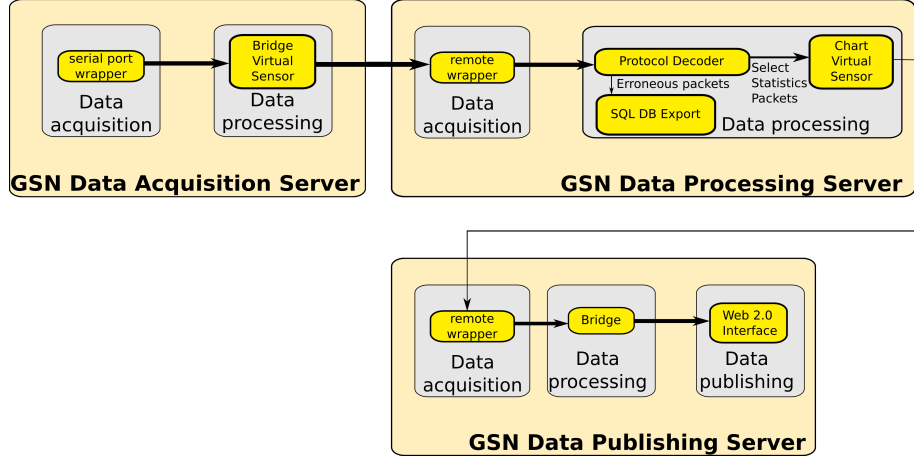 serial port
wrapper
Data
acquisition
Bridge
Virtual
Sensor
Data
processing
GSN Data Acquisition Server
remote
wrapper
Data
acquisition
Protocol Decoder
Erroneous packets
SQL DB Export
Select
Statistics
Packets
Chart
Virtual
Sensor
Data processing
GSN Data Processing Server
remote
wrapper
Data
acquisition
Bridge
Data
processing
Web 2.0
Interface
Data
publishing
GSN Data Publishing Server